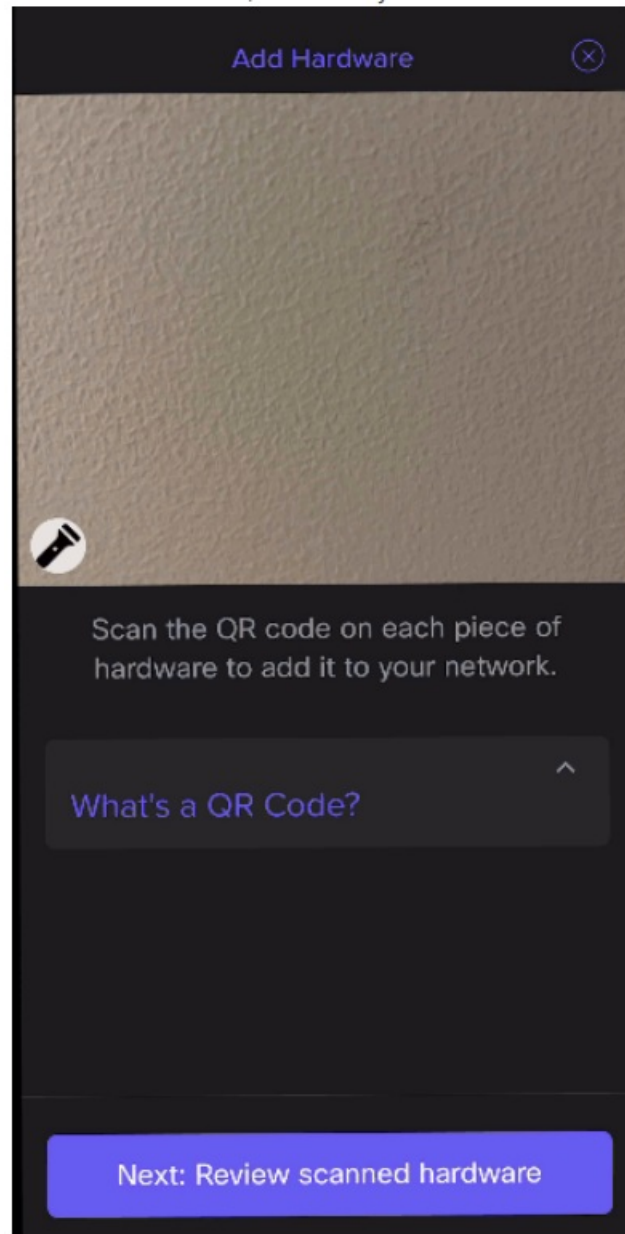 Add Hardware
Scan the QR code on each piece of
hardware to add it to your network.
What's a QR Code?
Next: Review scanned hardware